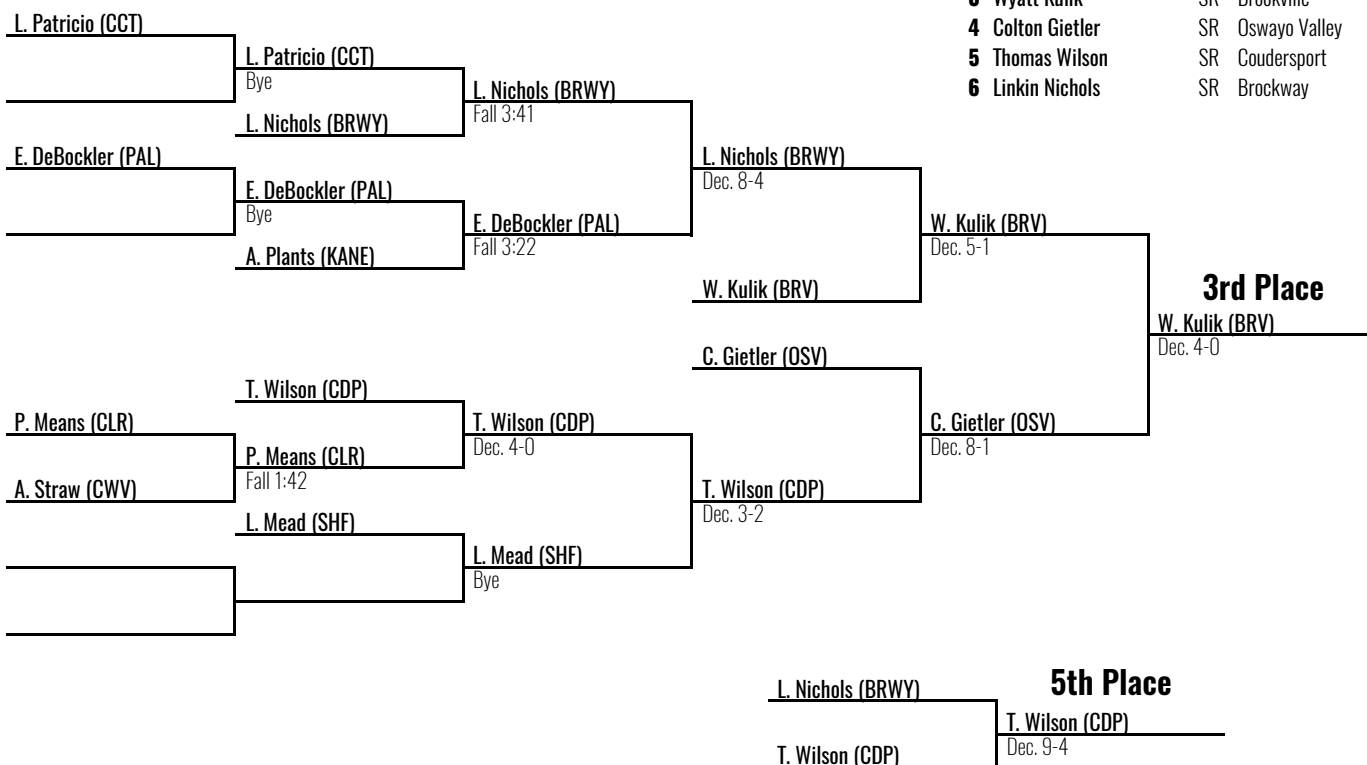 3 Wyatt Kulik SR Brookville
4 Colton Gietler SR Oswayo Valley
5 Thomas Wilson SR Coudersport
6 Linkin Nichols SR Brockway
L. Patricio (CCT)
L. Patricio (CCT)
Bye
L. Nichols (BRWY)
Fall 3:41
L. Nichols (BRWY)
E. DeBockler (PAL)
L. Nichols (BRWY)
Dec. 8-4
E. DeBockler (PAL)
Bye
E. DeBockler (PAL)
Fall 3:22
W. Kulik (BRV)
Dec. 5-1
A. Plants (KANE)
W. Kulik (BRV)
3rd Place
W. Kulik (BRV)
Dec. 4-0
C. Gietler (OSV)
T. Wilson (CDP)
P. Means (CLR)
T. Wilson (CDP)
Dec. 4-0
C. Gietler (OSV)
Dec. 8-1
P. Means (CLR)
Fall 1:42
A. Straw (CWV)
T. Wilson (CDP)
Dec. 3-2
L. Mead (SHF)
L. Mead (SHF)
Bye
5th Place
L. Nichols (BRWY)
T. Wilson (CDP)
Dec. 9-4
T. Wilson (CDP)